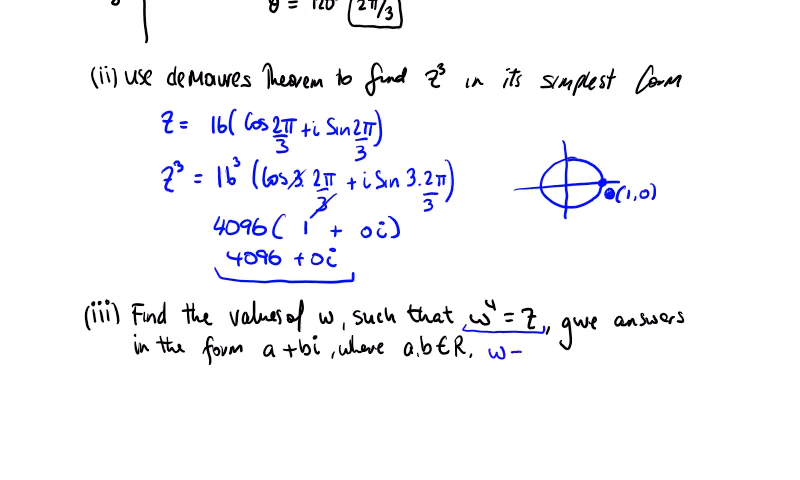 θ = 120° 2π/3
(ii) use deMoivres Theorem to find z³ in its simplest form
z = 16(Cos 2π/3 + i Sin 2π/3)
z³ = 16³ (Cos 3. 2π/3 + i Sin 3. 2π/3)
(1,0)
4096( 1 + 0i)
4096 + 0i
(iii) Find the values of w, such that w⁴ = z, give answers
in the form a + bi, where a,b ∈ R. w =